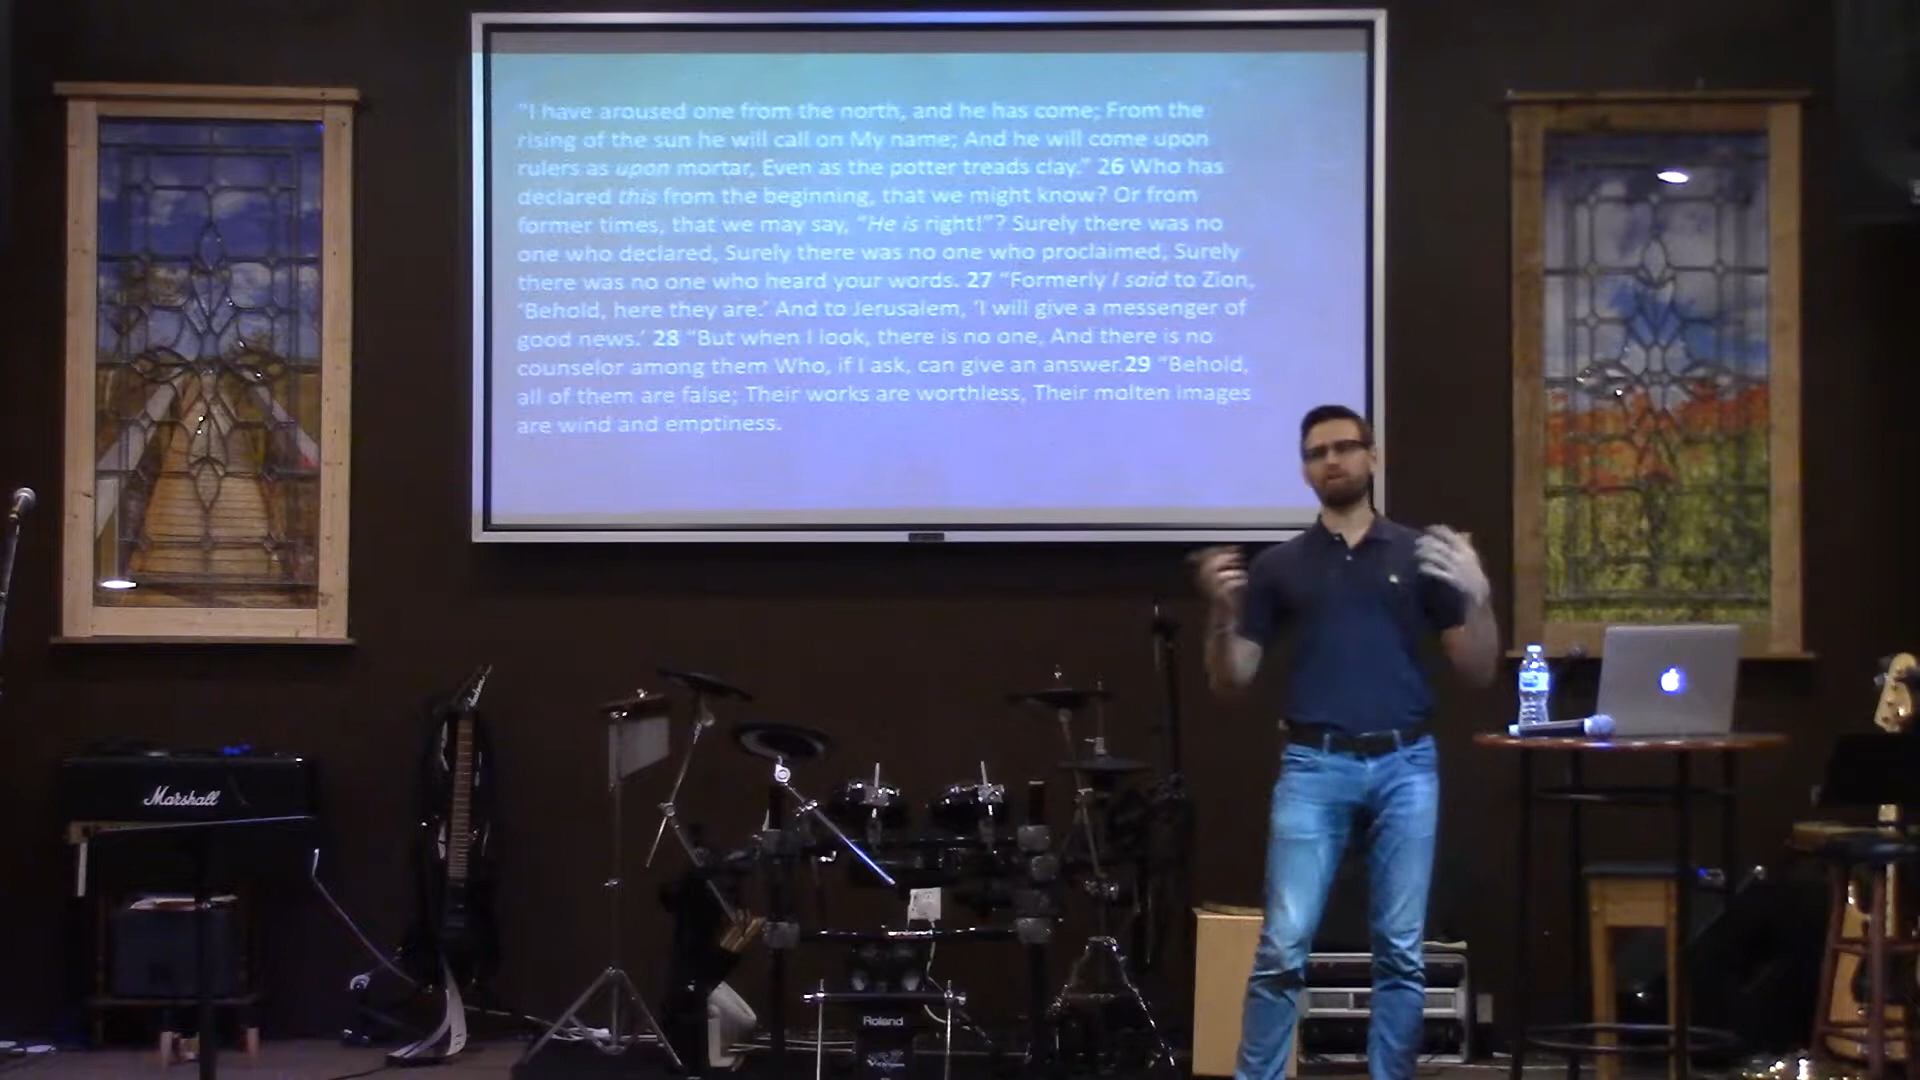 “I have aroused one from the north, and he has come; From the
rising of the sun he will call on My name; And he will come upon
rulers as upon mortar, Even as the potter treads clay.” 26 Who has
declared this from the beginning, that we might know? Or from
former times, that we may say, “He is right!”? Surely there was no
one who declared, Surely there was no one who proclaimed, Surely
there was no one who heard your words. 27 “Formerly I said to Zion,
‘Behold, here they are.’ And to Jerusalem, ‘I will give a messenger of
good news.’ 28 “But when I look, there is no one, And there is no
counselor among them Who, if I ask, can give an answer.29 “Behold,
all of them are false; Their works are worthless, Their molten images
are wind and emptiness.
Marshall
Roland